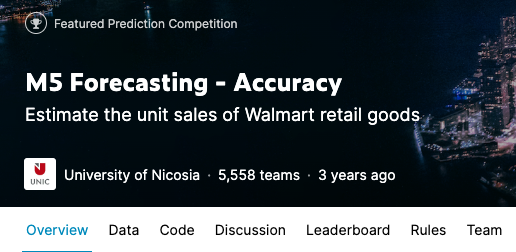 Featured Prediction Competition
M5 Forecasting - Accuracy
Estimate the unit sales of Walmart retail goods
UNIC
University of Nicosia · 5,558 teams · 3 years ago
Overview Data Code Discussion Leaderboard Rules Team